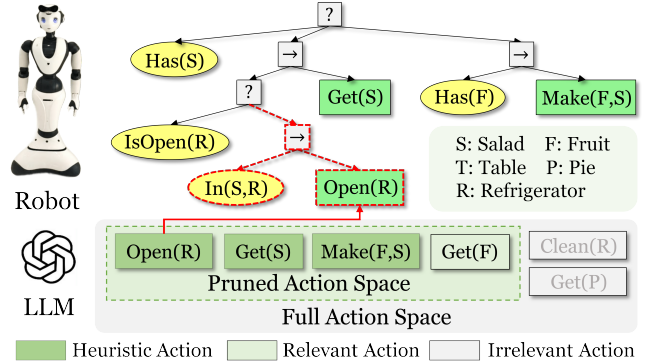 ?
Has(S)
→
→
?
Get(S)
Has(F)
Make(F,S)
IsOpen(R)
→
S: Salad F: Fruit
T: Table P: Pie
R: Refrigerator
In(S,R)
Open(R)
Robot
Open(R)
Get(S)
Make(F,S)
Get(F)
Clean(R)
Get(P)
Pruned Action Space
LLM
Full Action Space
Heuristic Action
Relevant Action
Irrelevant Action